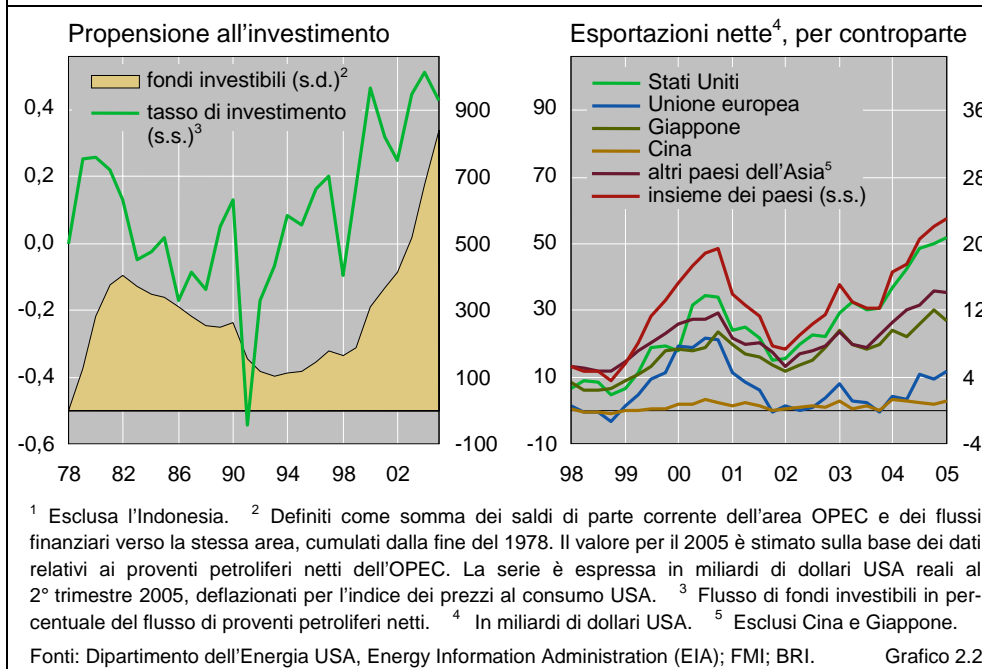 Propensione all'investimento
fondi investibili (s.d.)²
tasso di investimento
(s.s.)³
0,4
0,2
0,0
-0,2
-0,4
-0,6
900
700
500
300
100
-100
78 82 86 90 94 98 02
Esportazioni nette⁴, per controparte
Stati Uniti
Unione europea
Giappone
Cina
altri paesi dell'Asia⁵
insieme dei paesi (s.s.)
90
70
50
30
10
-10
36
28
20
12
4
-4
98 99 00 01 02 03 04 05
¹ Esclusa l'Indonesia. ² Definiti come somma dei saldi di parte corrente dell'area OPEC e dei flussi
finanziari verso la stessa area, cumulati dalla fine del 1978. Il valore per il 2005 è stimato sulla base dei dati
relativi ai proventi petroliferi netti dell'OPEC. La serie è espressa in miliardi di dollari USA reali al
2° trimestre 2005, deflazionati per l'indice dei prezzi al consumo USA. ³ Flusso di fondi investibili in per-
centuale del flusso di proventi petroliferi netti. ⁴ In miliardi di dollari USA. ⁵ Esclusi Cina e Giappone.
Fonti: Dipartimento dell'Energia USA, Energy Information Administration (EIA); FMI; BRI. Grafico 2.2